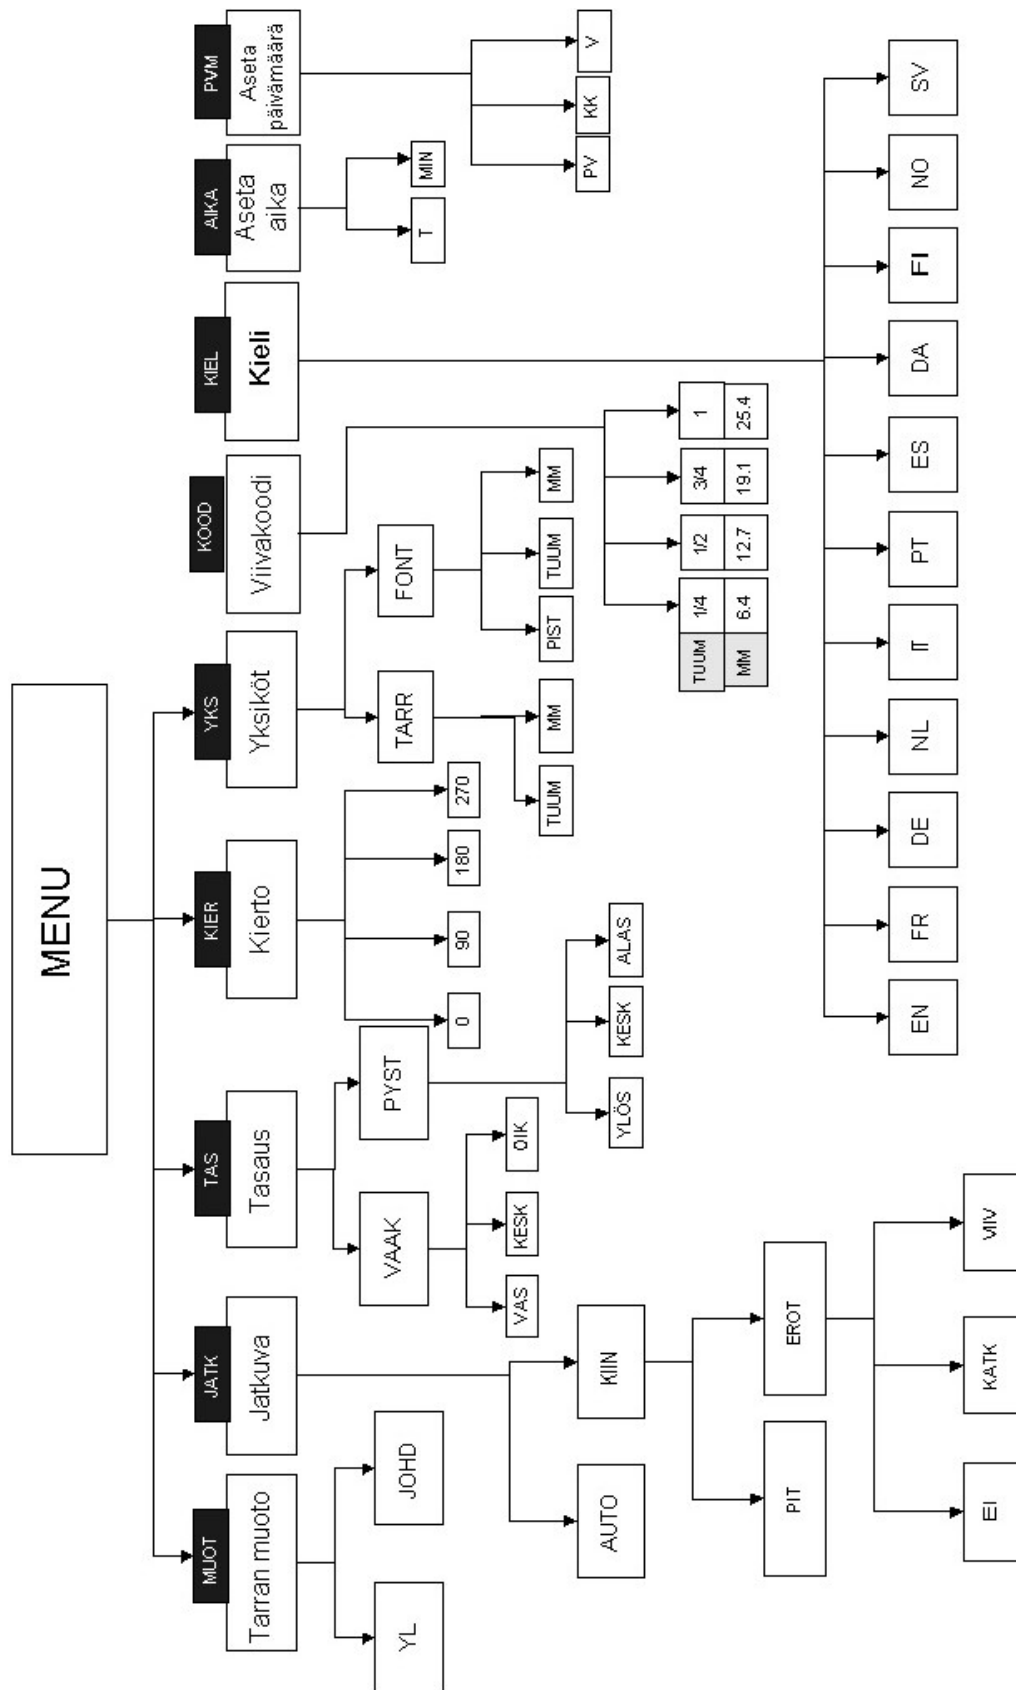 MENU
MUOT
Tarran muoto
YL
JOHD
JATK
Jatkuva
AUTO
KIIN
PIT
EROT
EI
KATK
VIIV
TAS
Tasaus
VAAK
PYST
VAS
KESK
OIK
YLÖS
KESK
ALAS
KIER
Kierto
0
90
180
270
YKS
Yksiköt
TARR
FONT
TUUM
MM
PIST
TUUM
MM
KOOD
Viivakoodi
TUUM
1/4
1/2
3/4
1
MM
6.4
12.7
19.1
25.4
KIEL
Kieli
EN
FR
DE
NL
IT
PT
ES
DA
FI
NO
SV
AIKA
Aseta
aika
T
MIN
PVM
Aseta
päivämäärä
PV
KK
V